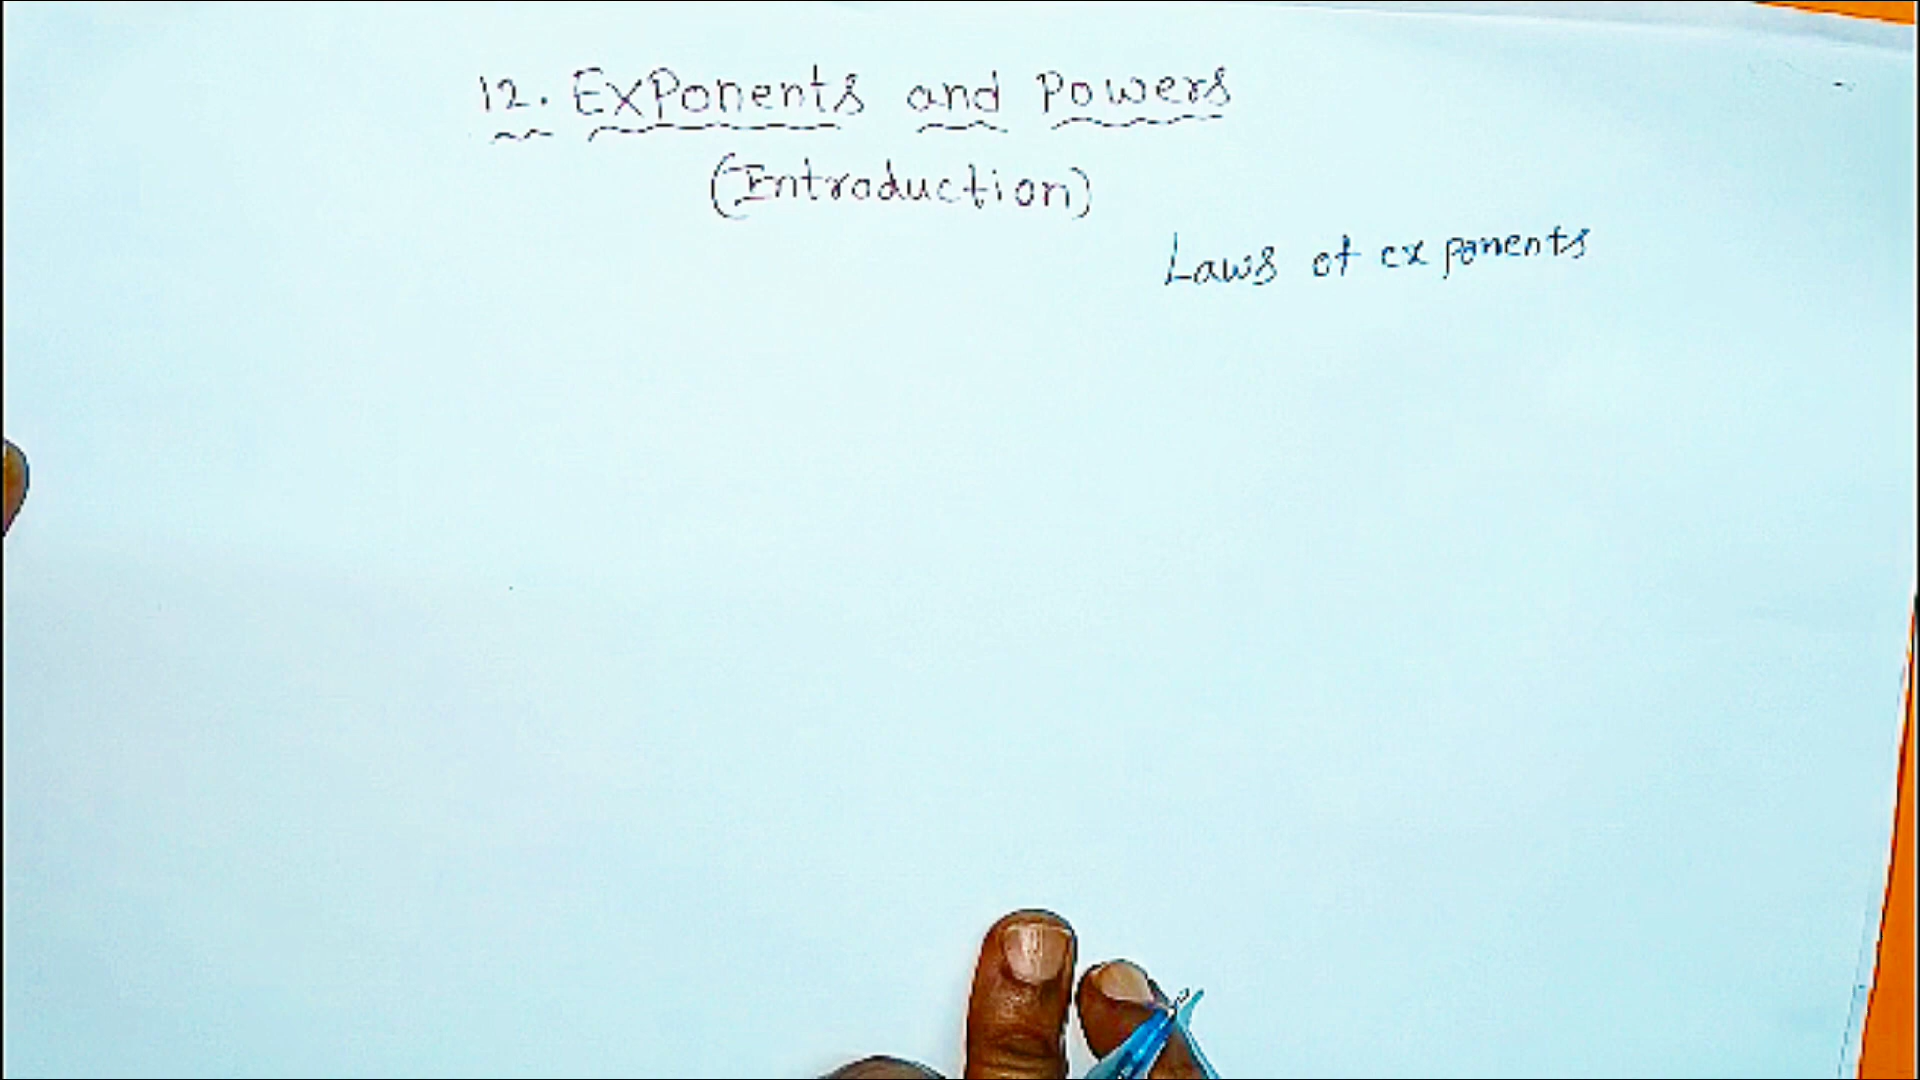 12. Exponents and Powers
(Introduction)
Laws of exponents